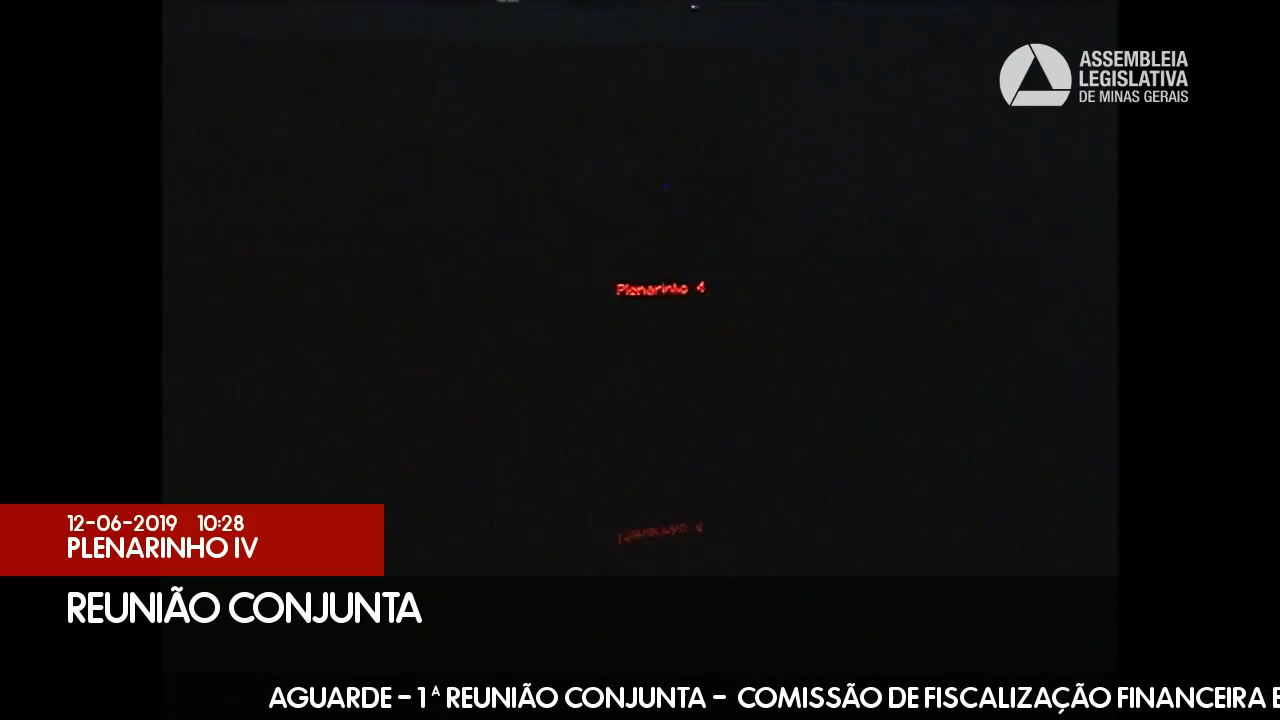 ASSEMBLEIA
LEGISLATIVA
DE MINAS GERAIS
Plenarinho 4
12-06-2019 10:28
PLENARINHO IV
REUNIÃO CONJUNTA
AGUARDE - 1ª REUNIÃO CONJUNTA - COMISSÃO DE FISCALIZAÇÃO FINANCEIRA E